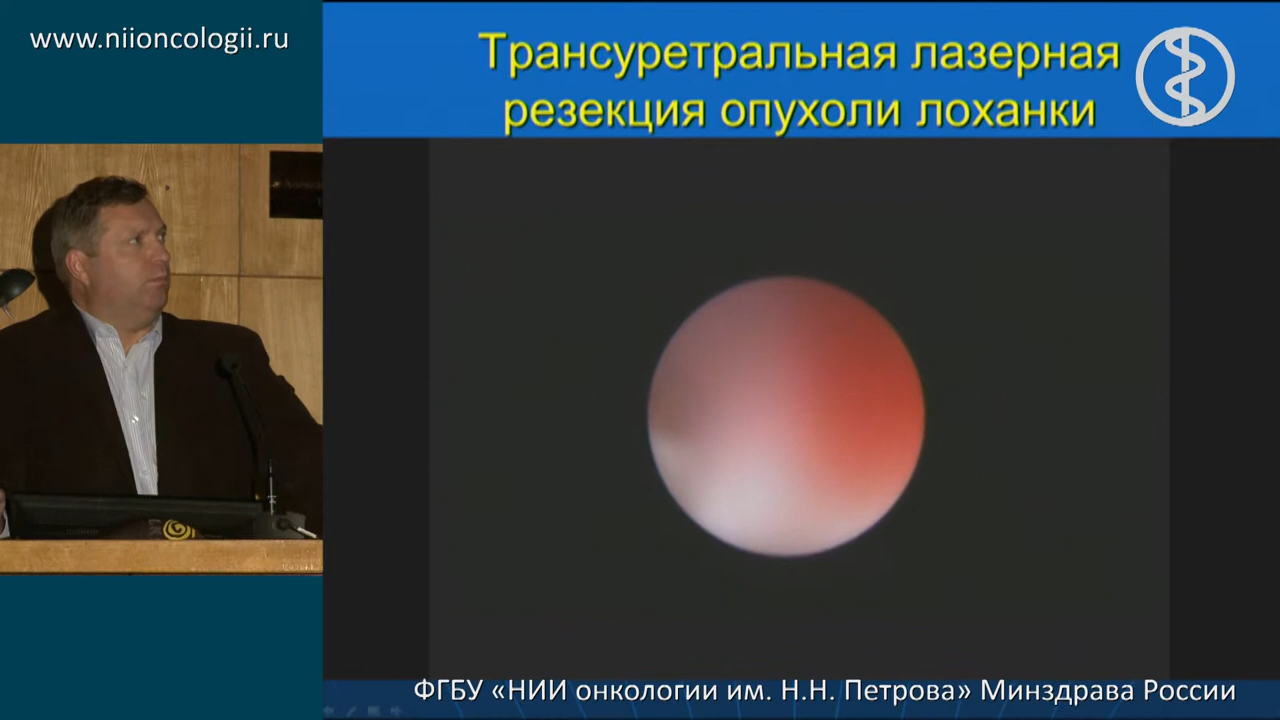 www.niioncologii.ru
Трансуретральная лазерная
резекция опухоли лоханки
ФГБУ «НИИ онкологии им. Н.Н. Петрова» Минздрава России